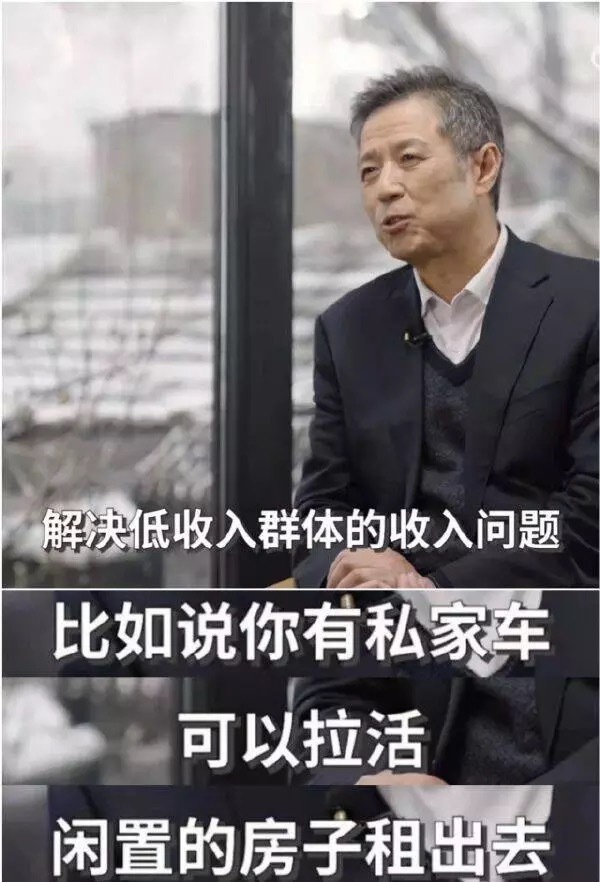 解决低收入群体的收入问题
比如说你有私家车
可以拉活
闲置的房子租出去